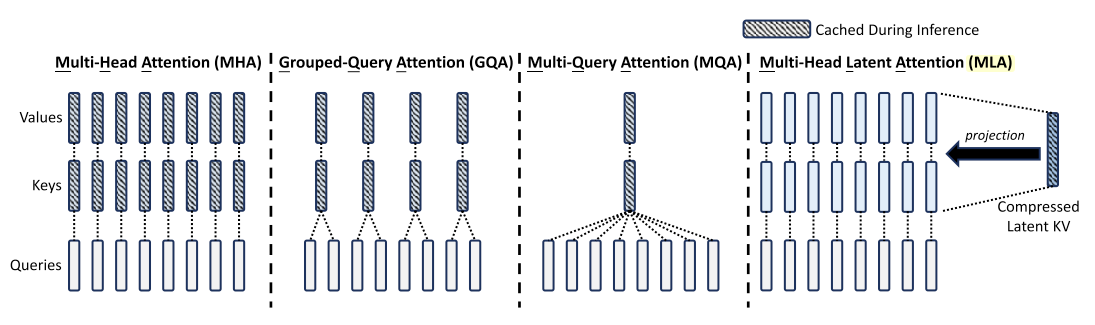 Cached During Inference
Multi-Head Attention (MHA)
Grouped-Query Attention (GQA)
Multi-Query Attention (MQA)
Multi-Head Latent Attention (MLA)
Values
Keys
Queries
projection
Compressed
Latent KV